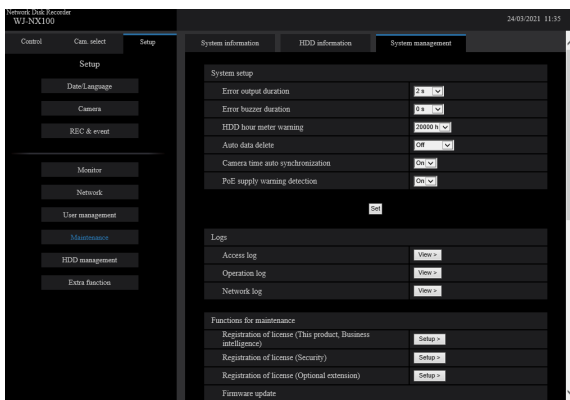 Network Disk Recorder
WJ-NX100
24/03/2021 11:35
Control Cam. select Setup
System information HDD information System management
Setup
Date/Language
Camera
REC & event
Monitor
Network
User management
Maintenance
HDD management
Extra function
System setup
Error output duration 2 s
Error buzzer duration 0 s
HDD hour meter warning 20000 h
Auto data delete Off
Camera time auto synchronization On
PoE supply warning detection On
Set
Logs
Access log View >
Operation log View >
Network log View >
Functions for maintenance
Registration of license (This product, Business
intelligence) Setup >
Registration of license (Security) Setup >
Registration of license (Optional extension) Setup >
Firmware update